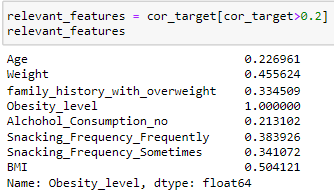 relevant_features = cor_target[cor_target>0.2]
relevant_features
Age 0.226961
Weight 0.455624
family_history_with_overweight 0.334509
Obesity_level 1.000000
Alchohol_Consumption_no 0.213102
Snacking_Frequency_Frequently 0.383926
Snacking_Frequency_Sometimes 0.341072
BMI 0.504121
Name: Obesity_level, dtype: float64